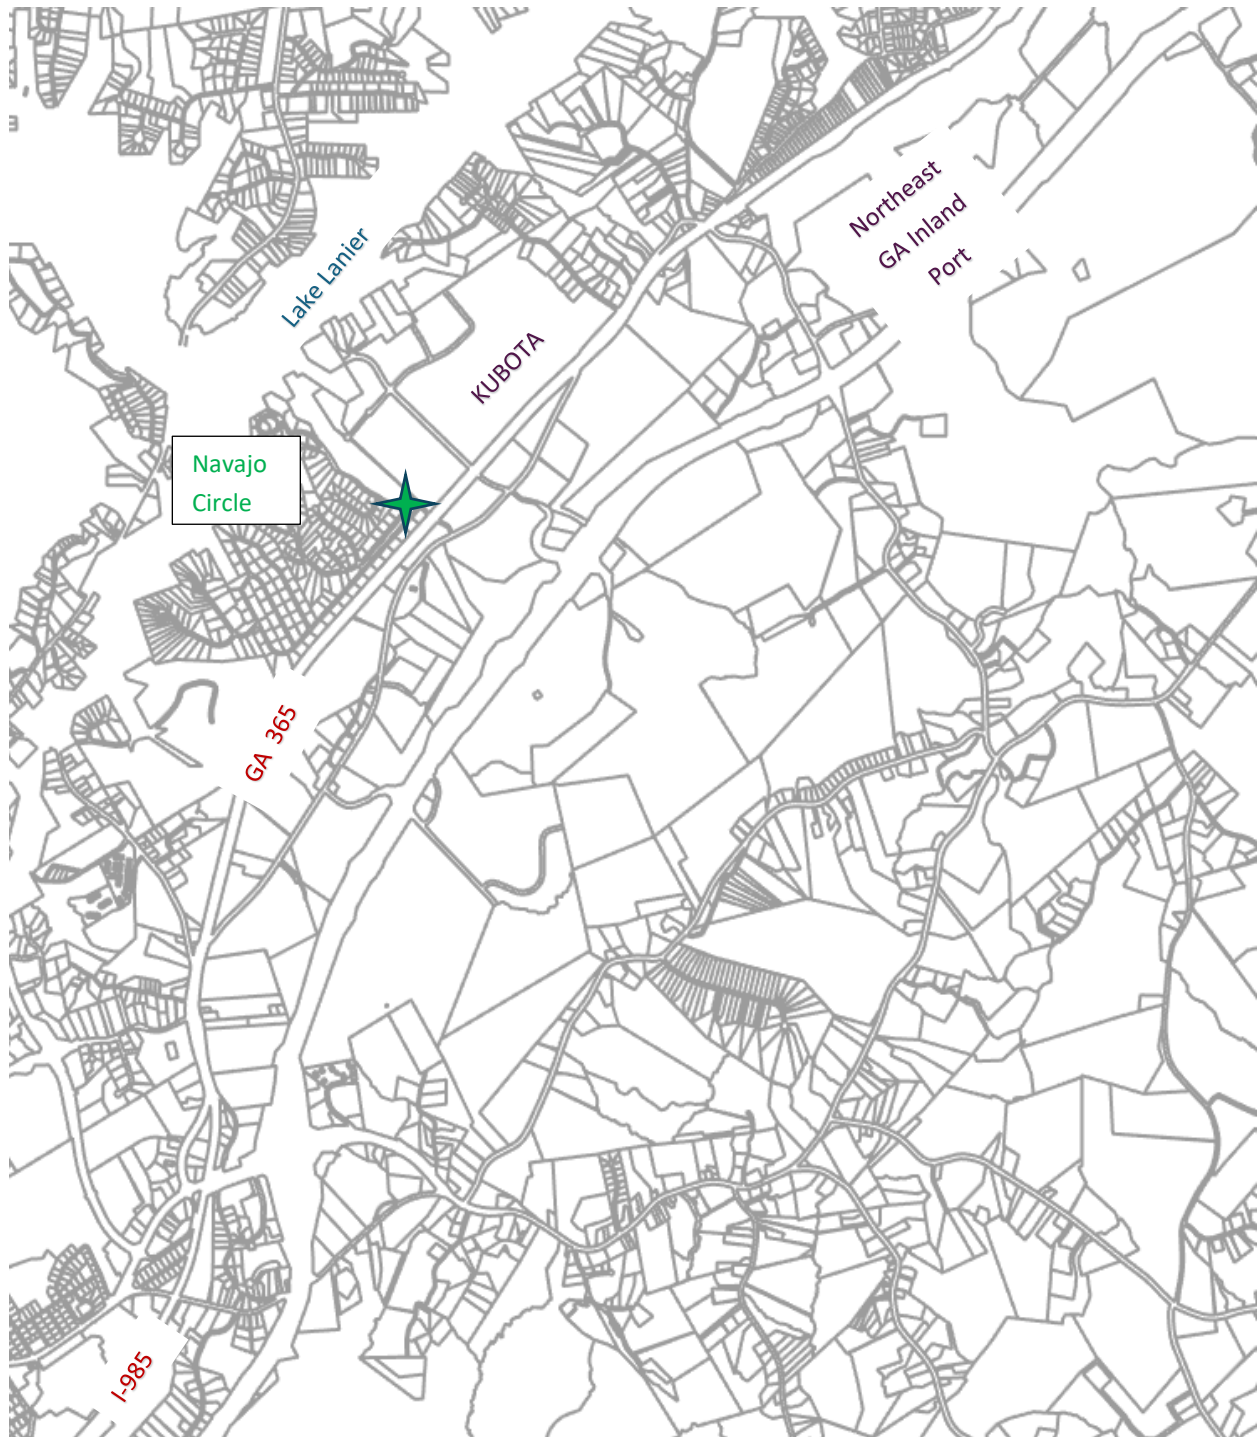 Northeast
GA Inland
Port
Lake Lanier
KUBOTA
Navajo
Circle
GA 365
I-985